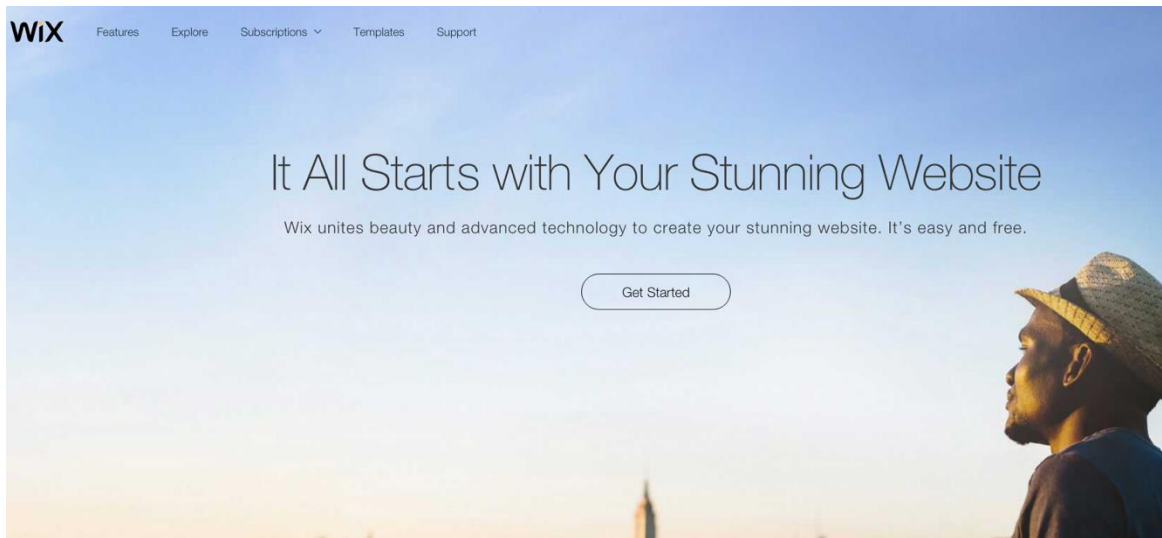 WiX
Features Explore Subscriptions Templates Support
It All Starts with Your Stunning Website
Wix unites beauty and advanced technology to create your stunning website. It's easy and free.
Get Started